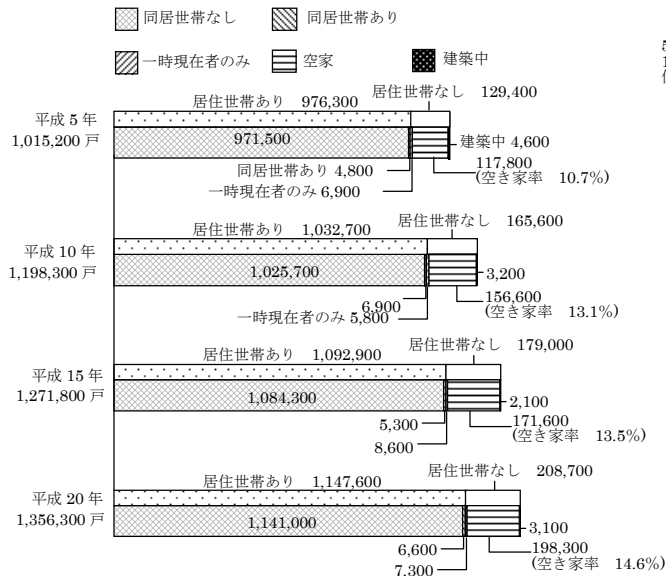 同居世帯なし 同居世帯あり
一時現在者のみ 空家 建築中
居住世帯なし 129,400
居住世帯あり 976,300
平成 5 年
1,015,200 戸
971,500
建築中 4,600
同居世帯あり 4,800
117,800
(空き家率 10.7%)
一時現在者のみ 6,900
居住世帯なし 165,600
居住世帯あり 1,032,700
平成 10 年
1,198,300 戸
1,025,700
3,200
6,900
156,600
(空き家率 13.1%)
一時現在者のみ 5,800
居住世帯なし 179,000
居住世帯あり 1,092,900
平成 15 年
1,271,800 戸
1,084,300
2,100
5,300
171,600
(空き家率 13.5%)
8,600
居住世帯なし 208,700
居住世帯あり 1,147,600
平成 20 年
1,356,300 戸
1,141,000
3,100
6,600
198,300
(空き家率 14.6%)
7,300